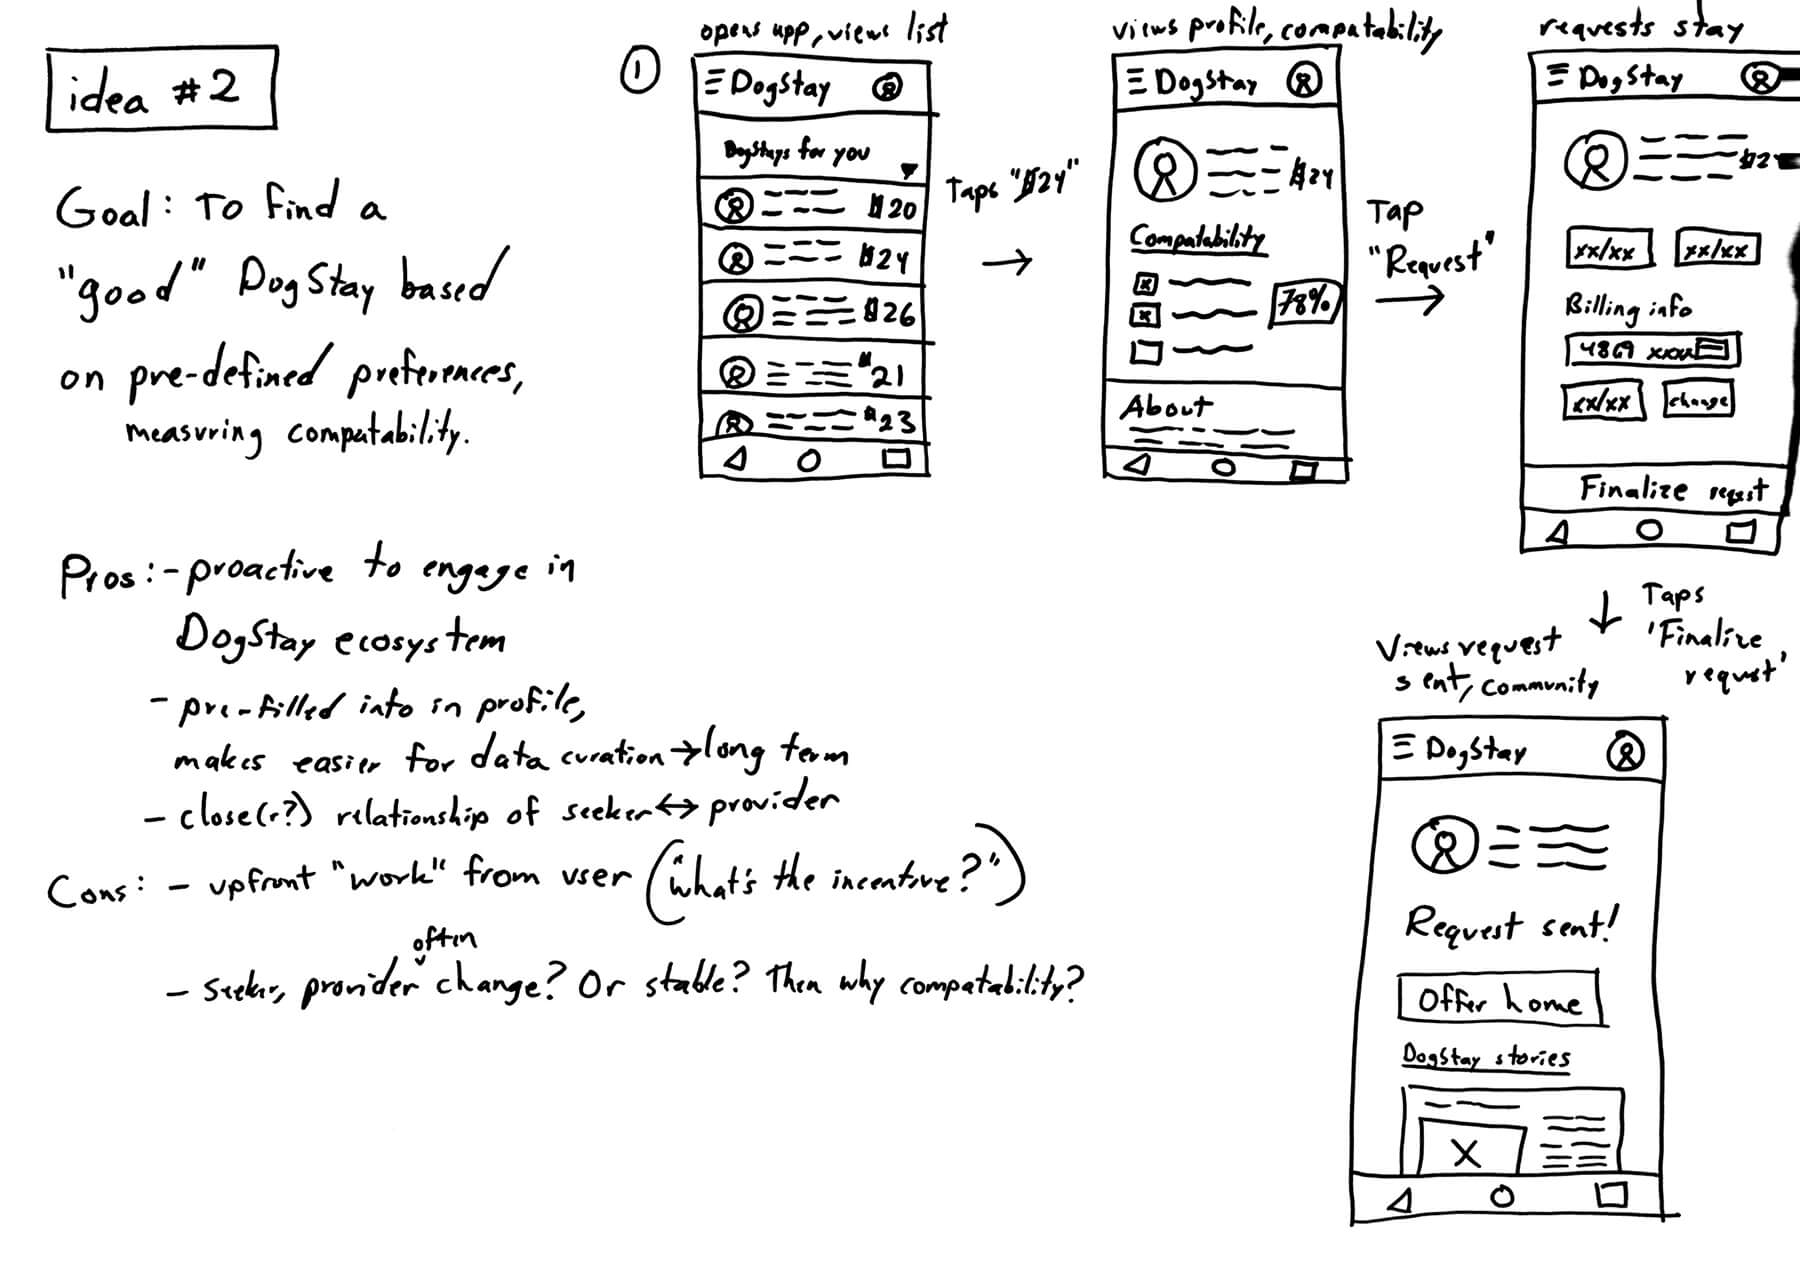 idea #2
Goal: To find a
"good" DogStay based
on pre-defined preferences,
measuring compatability.
Pros: - proactive to engage in
DogStay ecosystem
- pre-filled info in profile,
makes easier for data curation → long term
- close(r?) relationship of seeker ↔ provider
Cons: - upfront "work" from user ("what's the incentive?")
often
- seeker, provider change? Or stable? Then why compatability?
1
opens app, views list
DogStay
DogStays for you
$20
$24
$26
$21
$23
Taps "$24"
→
views profile, compatability
DogStay
$24
Compatability
78%
About
Tap
"Request"
→
requests stay
DogStay
xx/xx xx/xx
Billing info
4869 xxxx
xx/xx change
Finalize reqest
↓
Taps
'Finalize
request'
Views request
sent, community
DogStay
Request sent!
Offer home
DogStay stories